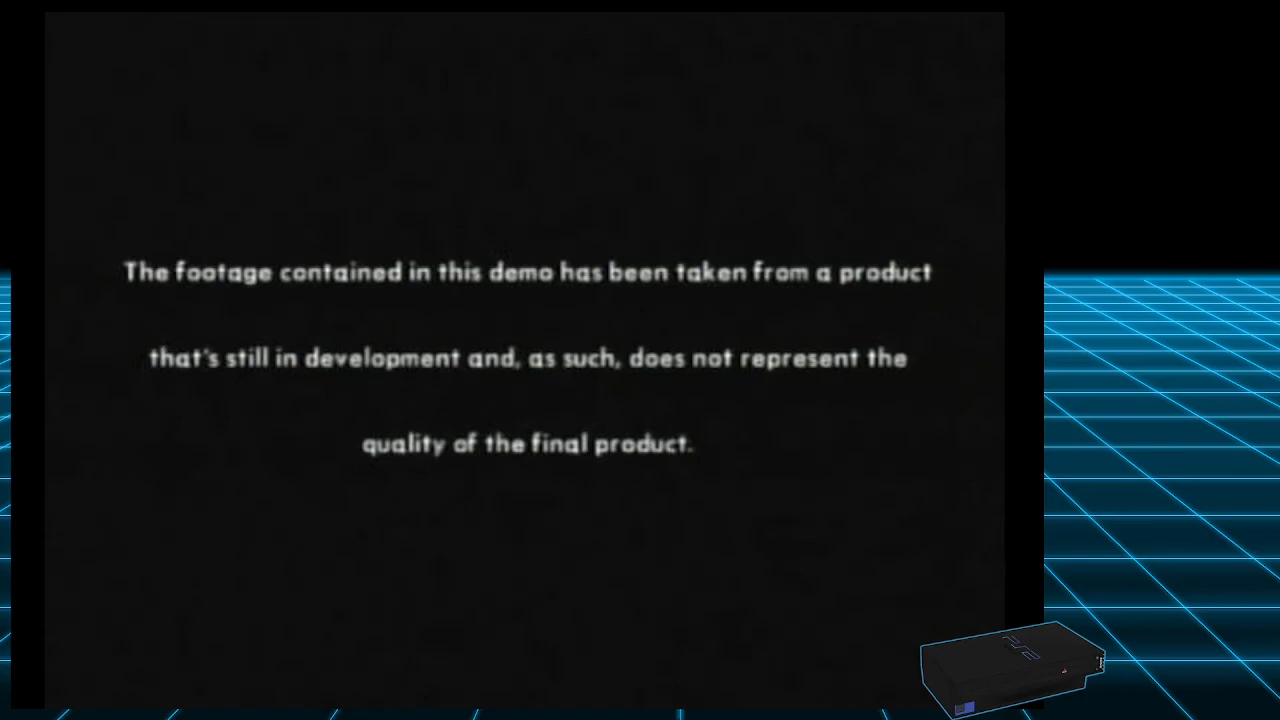 The footage contained in this demo has been taken from a product
that's still in development and, as such, does not represent the
quality of the final product.
PS2